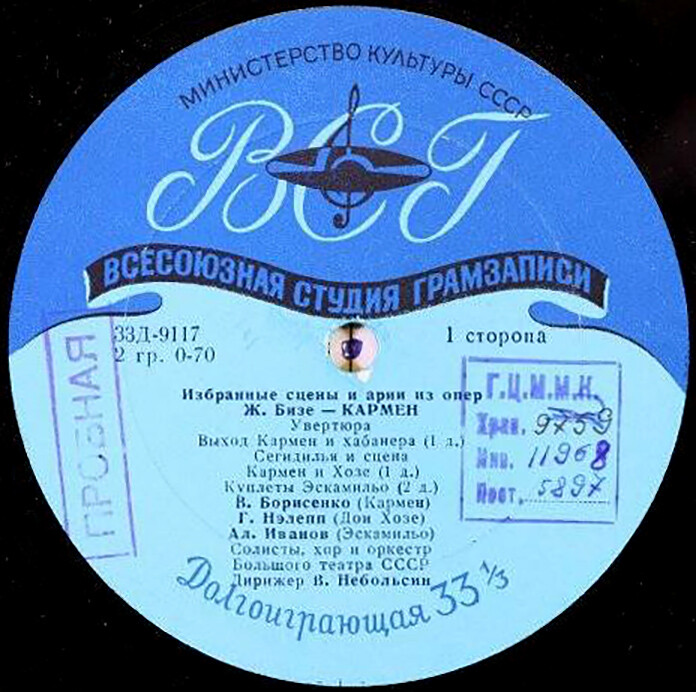 МИНИСТЕРСТВО КУЛЬТУРЫ СССР
ВСГ
ВСЕСОЮЗНАЯ СТУДИЯ ГРАМЗАПИСИ
33Д-9117
2 гр. 0-70
1 сторона
ПРОБНАЯ
Избранные сцены и арии из опер
Ж. Бизе — КАРМЕН
Увертюра
Выход Кармен и хабанера (1 д.)
Сегидилья и сцена
Кармен и Хозе (1 д.)
Куплеты Эскамильо (2 д.)
В. Борисенко (Кармен)
Г. Нэлепп (Дон Хозе)
Ал. Иванов (Эскамильо)
Солисты, хор и оркестр
Большого театра СССР
Дирижер В. Небольсин
Г.Ц.М.М.К.
Хран. 9759
Инв. 11968
Пост. 5897
Долгоиграющая 33 1/3